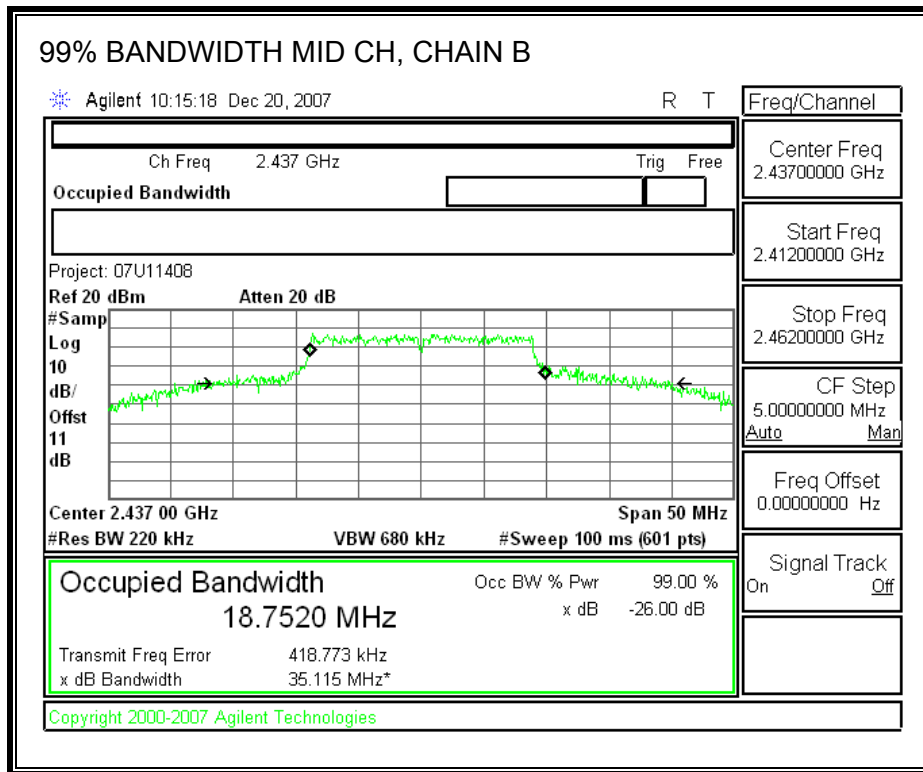 99% BANDWIDTH MID CH, CHAIN B
Agilent 10:15:18 Dec 20, 2007 R T
Freq/Channel
Ch Freq 2.437 GHz Trig Free
Occupied Bandwidth
Center Freq
2.43700000 GHz
Start Freq
2.41200000 GHz
Stop Freq
2.46200000 GHz
CF Step
5.00000000 MHz
Auto Man
Freq Offset
0.00000000 Hz
Signal Track
On Off
Project: 07U11408
Ref 20 dBm Atten 20 dB
#Samp
Log
10
dB/
Offst
11
dB
Center 2.437 00 GHz Span 50 MHz
#Res BW 220 kHz VBW 680 kHz #Sweep 100 ms (601 pts)
Occupied Bandwidth Occ BW % Pwr 99.00 %
18.7520 MHz x dB -26.00 dB
Transmit Freq Error 418.773 kHz
x dB Bandwidth 35.115 MHz*
Copyright 2000-2007 Agilent Technologies